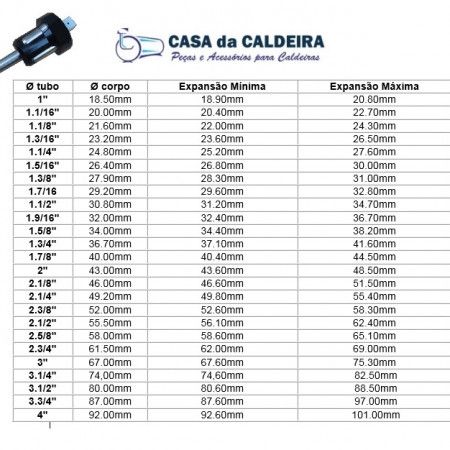 CASA da CALDEIRA
Peças e Acessórios para Caldeiras
Ø tubo Ø corpo Expansão Mínima Expansão Máxima
1" 18.50mm 18.90mm 20.80mm
1.1/16" 20.00mm 20.40mm 22.70mm
1.1/8" 21.60mm 22.00mm 24.30mm
1.3/16" 23.20mm 23.60mm 26.50mm
1.1/4" 24.80mm 25.20mm 27.60mm
1.5/16" 26.40mm 26.80mm 30.00mm
1.3/8" 27.90mm 28.30mm 31.00mm
1.7/16 29.20mm 29.60mm 32.80mm
1.1/2" 30.80mm 31.20mm 34.70mm
1.9/16" 32.00mm 32.40mm 36.70mm
1.5/8" 34.00mm 34.40mm 38.20mm
1.3/4" 36.70mm 37.10mm 41.60mm
1.7/8" 40.00mm 40.40mm 44.50mm
2" 43.00mm 43.60mm 48.50mm
2.1/8" 46.00mm 46.60mm 51.50mm
2.1/4" 49.20mm 49.80mm 55.40mm
2.3/8" 52.00mm 52.60mm 58.30mm
2.1/2" 55.50mm 56.10mm 62.40mm
2.5/8" 58.00mm 58.60mm 65.10mm
2.3/4" 61.50mm 62.00mm 69.00mm
3" 67.00mm 67.60mm 75.30mm
3.1/4" 74,00mm 74,60mm 82.50mm
3.1/2" 80.00mm 80.60mm 88.50mm
3.3/4" 87.00mm 87.60mm 97.00mm
4" 92.00mm 92.60mm 101.00mm